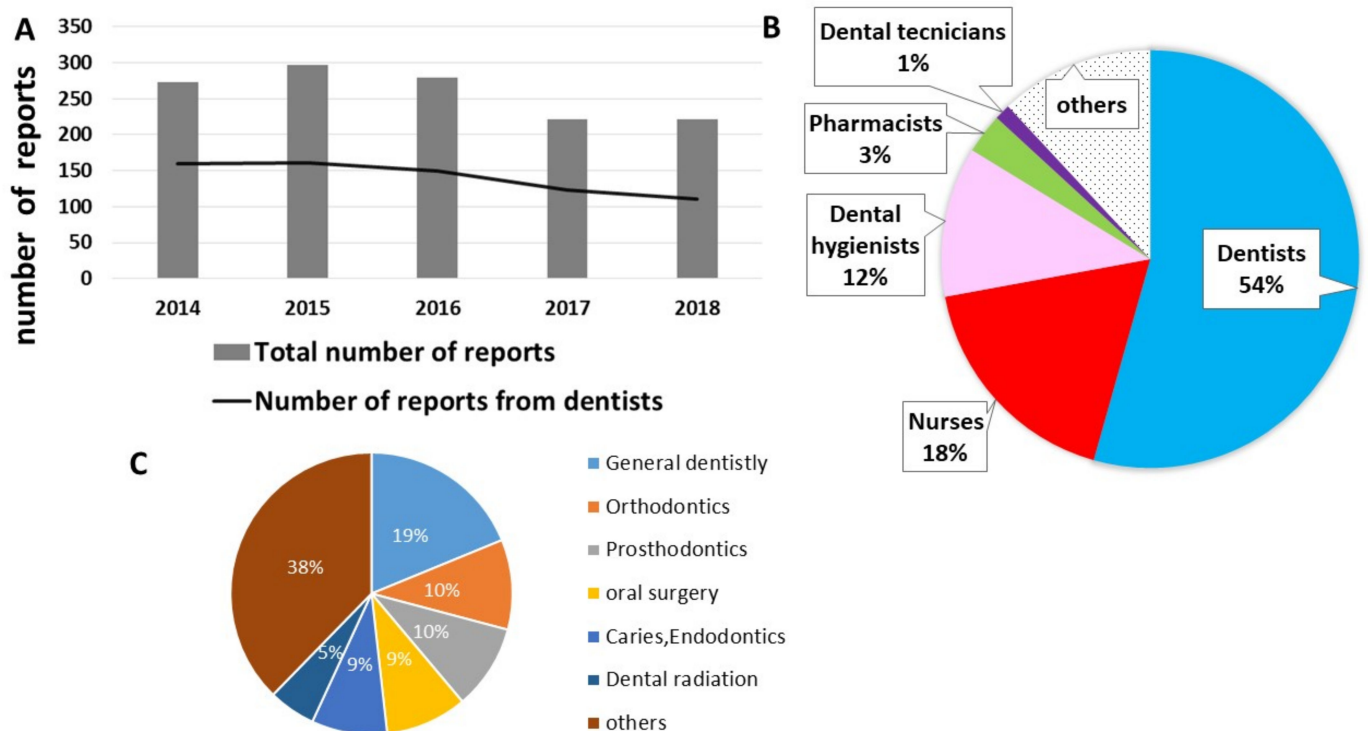 A
350
300
250
200
150
100
50
0
number of reports
2014 2015 2016 2017 2018
Total number of reports
Number of reports from dentists
B
Dental tecnicians
1%
others
Pharmacists
3%
Dental
hygienists
12%
Dentists
54%
Nurses
18%
C
19%
10%
10%
9%
9%
5%
38%
General dentistly
Orthodontics
Prosthodontics
oral surgery
Caries,Endodontics
Dental radiation
others